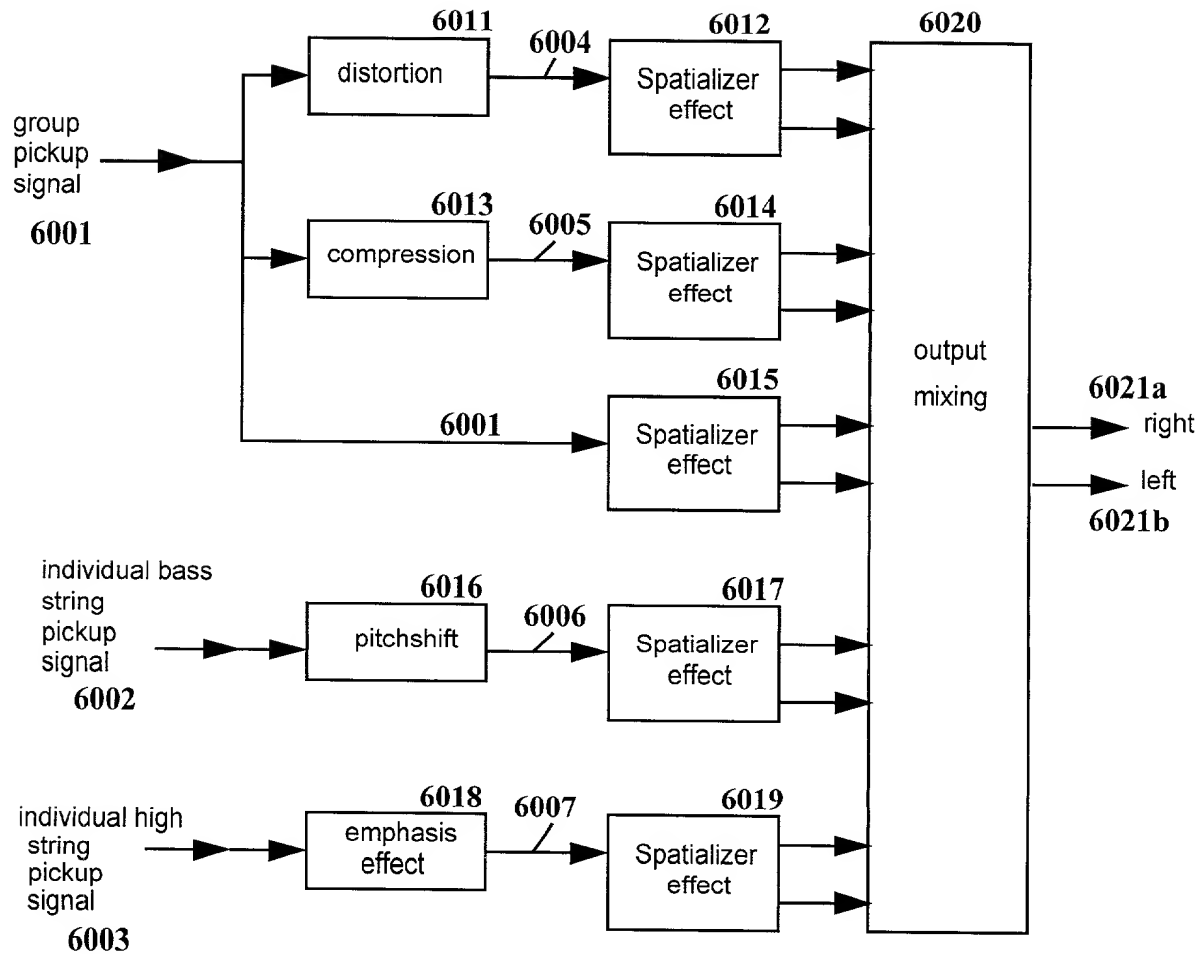 6011
distortion
6004
6012
Spatializer
effect
6020
group
pickup
signal
6001
6013
compression
6005
6014
Spatializer
effect
output
mixing
6015
6001
Spatializer
effect
6021a
right
left
6021b
individual bass
string
pickup
signal
6002
6016
pitchshift
6006
6017
Spatializer
effect
individual high
string
pickup
signal
6003
6018
emphasis
effect
6007
6019
Spatializer
effect